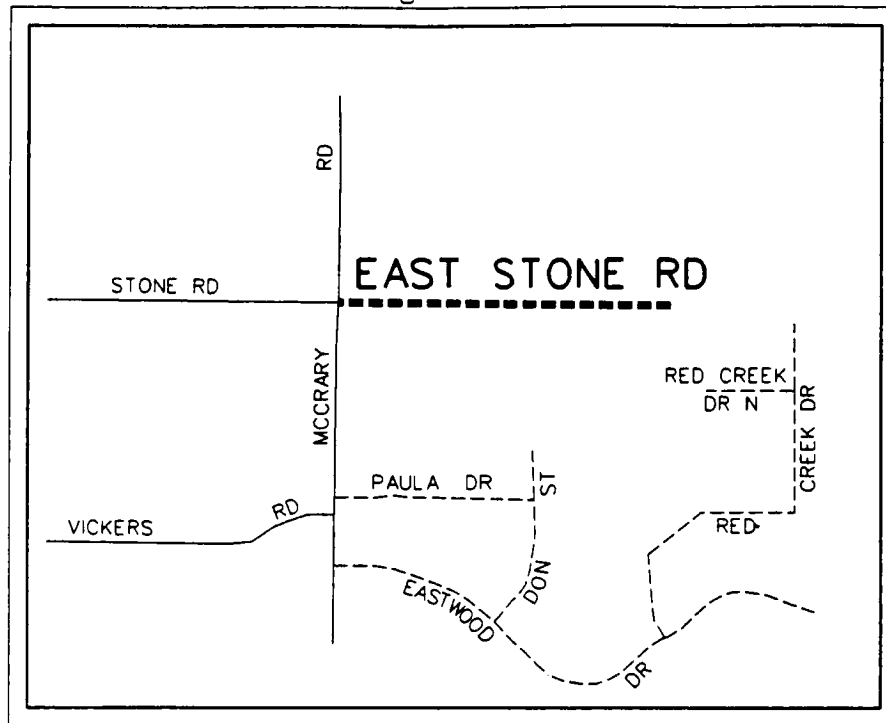 RD
EAST STONE RD
STONE RD
MCCRARY
RED CREEK
DR N
CREEK DR
PAULA DR
ST
RD
VICKERS
RED
DON
EASTWOOD
DR